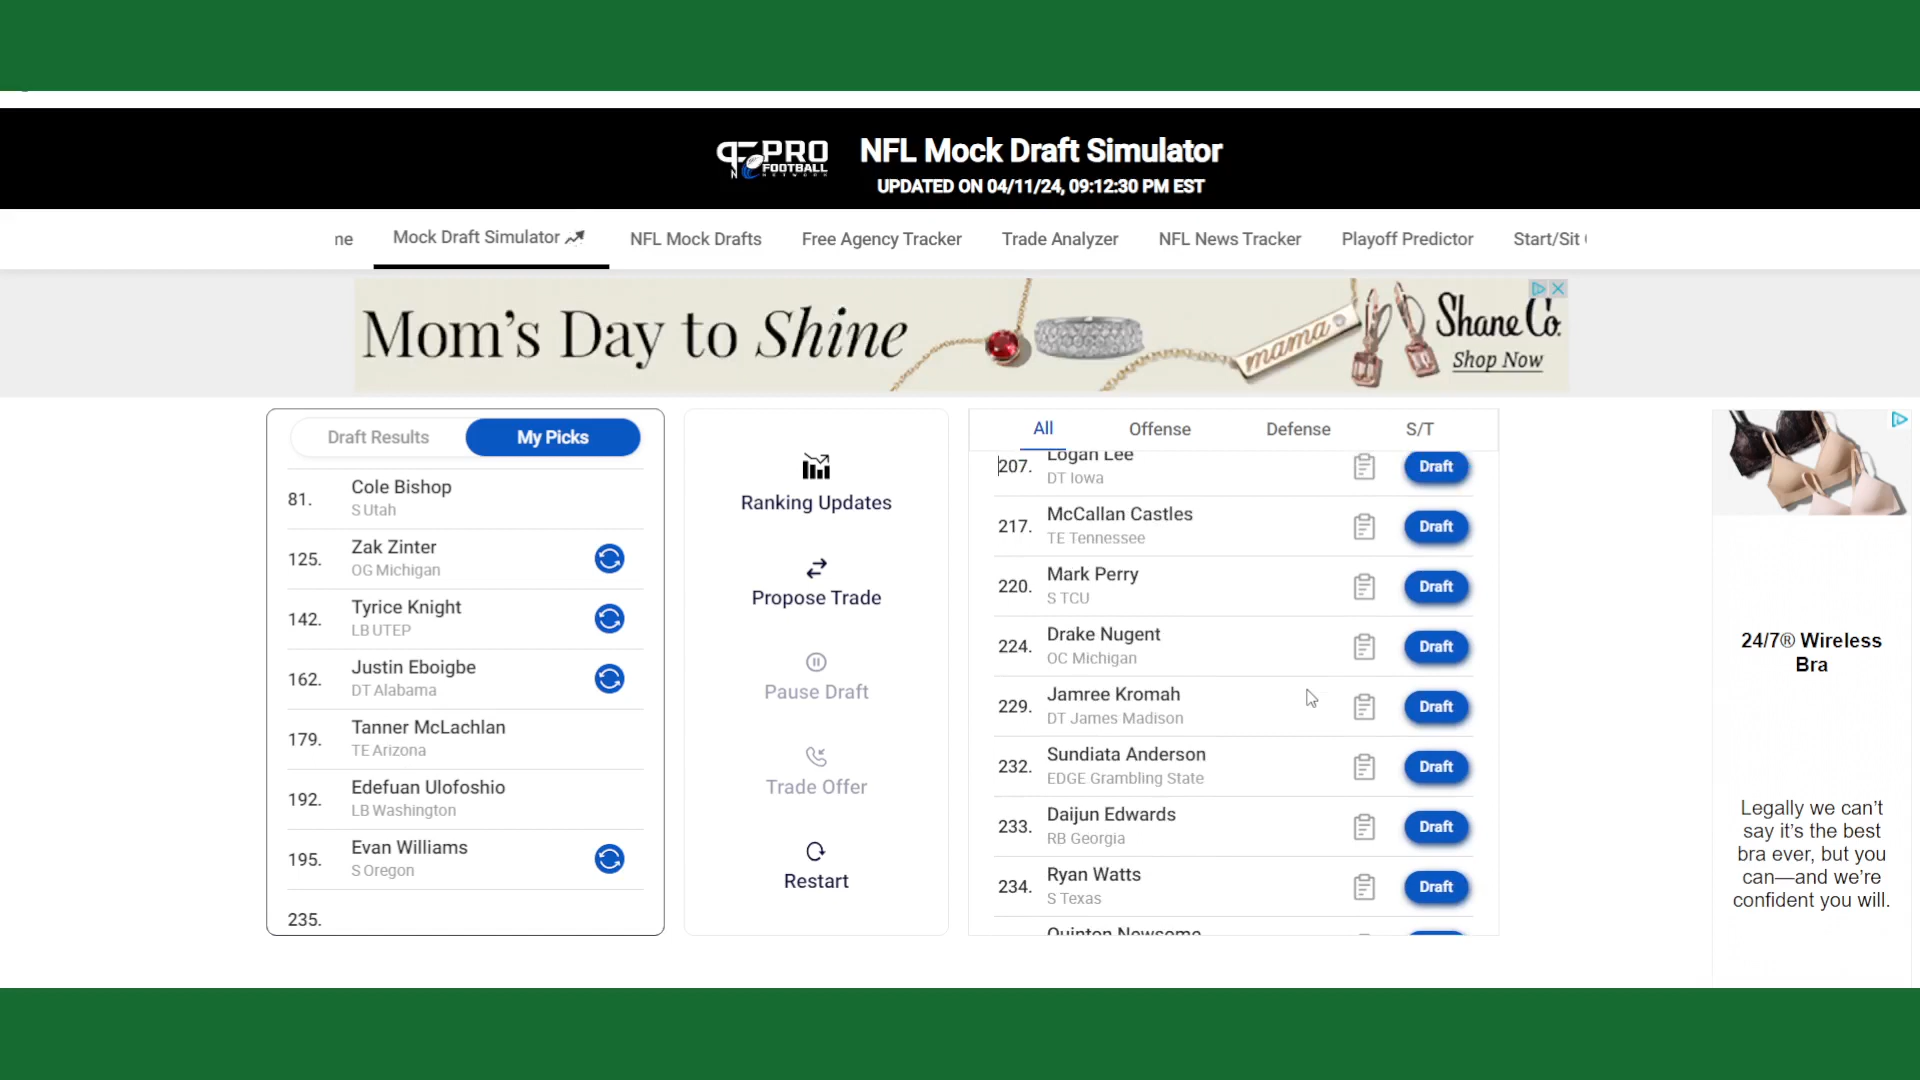 PRO
FOOTBALL
NETWORK
NFL Mock Draft Simulator
UPDATED ON 04/11/24, 09:12:30 PM EST
ne
Mock Draft Simulator
NFL Mock Drafts
Free Agency Tracker
Trade Analyzer
NFL News Tracker
Playoff Predictor
Start/Sit
Mom's Day to Shine
mama
Shane Co.
Shop Now
Draft Results
My Picks
81.
Cole Bishop
S Utah
125.
Zak Zinter
OG Michigan
142.
Tyrice Knight
LB UTEP
162.
Justin Eboigbe
DT Alabama
179.
Tanner McLachlan
TE Arizona
192.
Edefuan Ulofoshio
LB Washington
195.
Evan Williams
S Oregon
235.
Ranking Updates
Propose Trade
Pause Draft
Trade Offer
Restart
All
Offense
Defense
S/T
207.
Logan Lee
DT Iowa
Draft
217.
McCallan Castles
TE Tennessee
Draft
220.
Mark Perry
S TCU
Draft
224.
Drake Nugent
OC Michigan
Draft
229.
Jamree Kromah
DT James Madison
Draft
232.
Sundiata Anderson
EDGE Grambling State
Draft
233.
Daijun Edwards
RB Georgia
Draft
234.
Ryan Watts
S Texas
Draft
Quinton Newsome
24/7® Wireless
Bra
Legally we can't
say it's the best
bra ever, but you
can—and we're
confident you will.